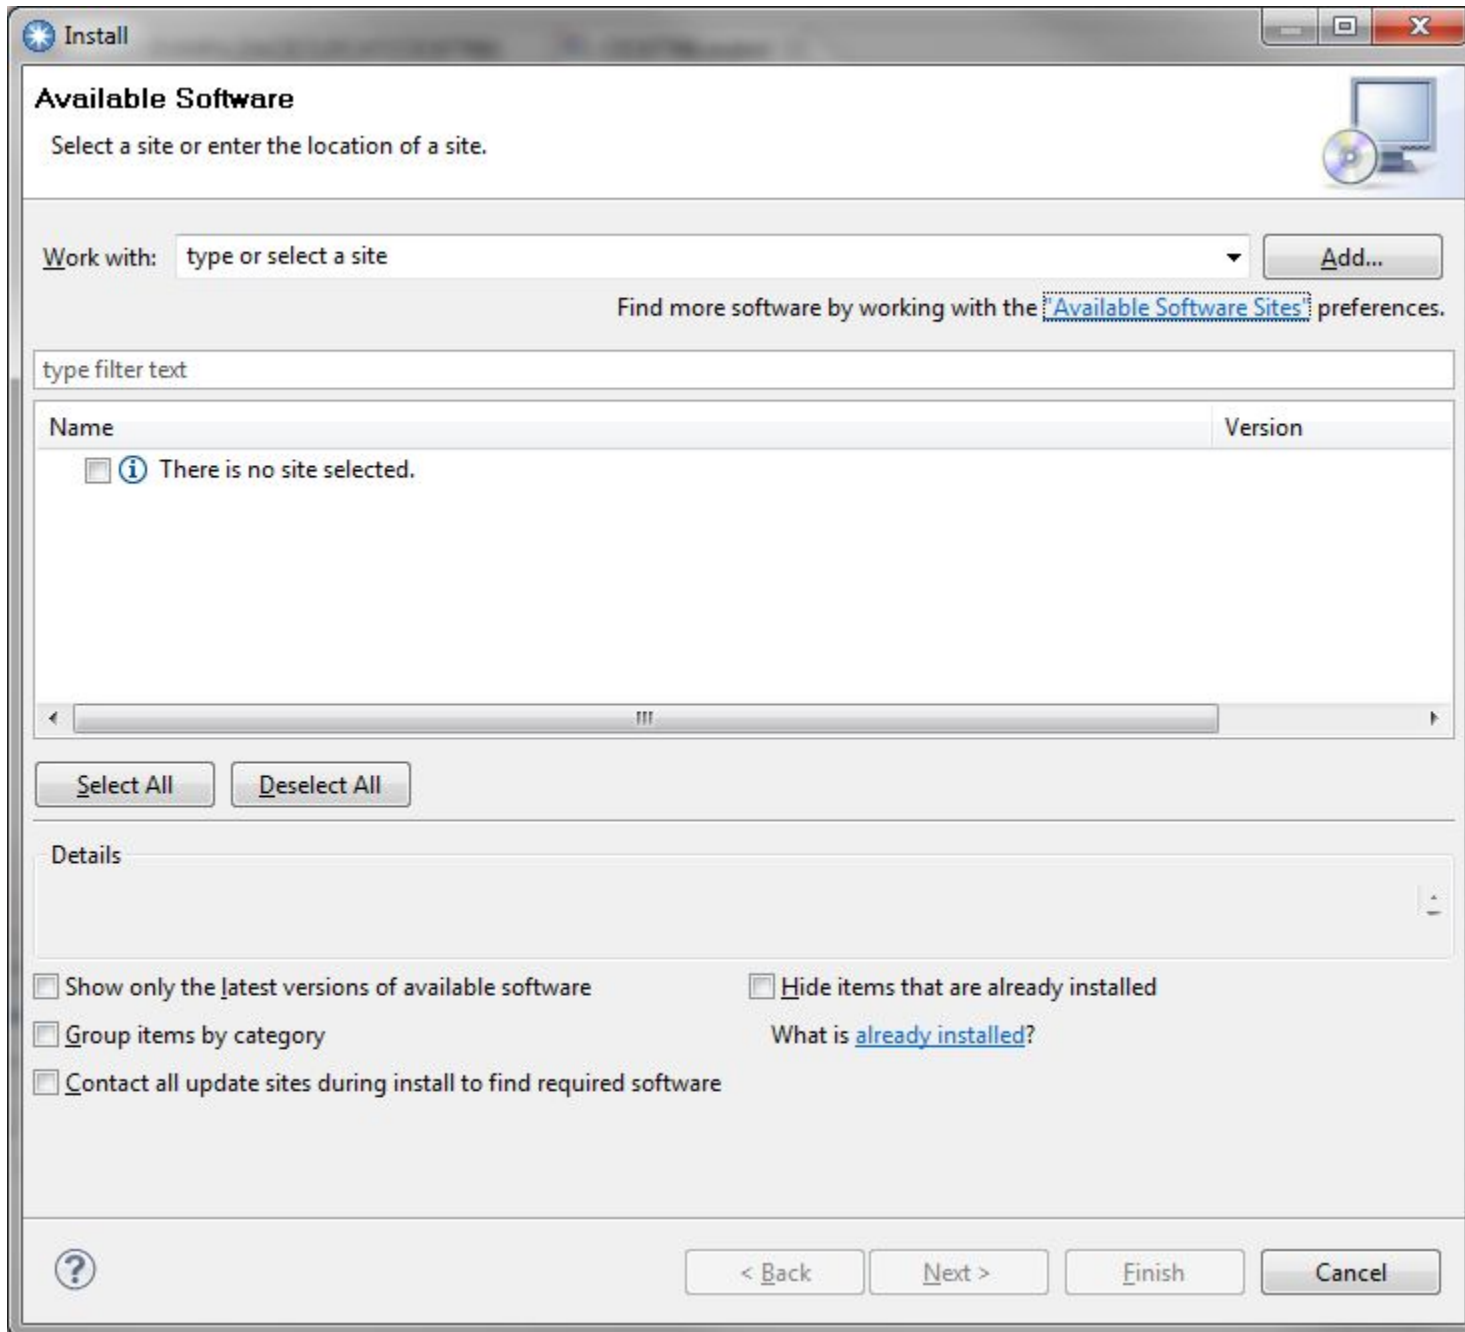 Install
Available Software
Select a site or enter the location of a site.
Work with: type or select a site Add...
Find more software by working with the "Available Software Sites" preferences.
type filter text
Name Version
There is no site selected.
Select All Deselect All
Details
Show only the latest versions of available software Hide items that are already installed
Group items by category What is already installed?
Contact all update sites during install to find required software
< Back Next > Finish Cancel